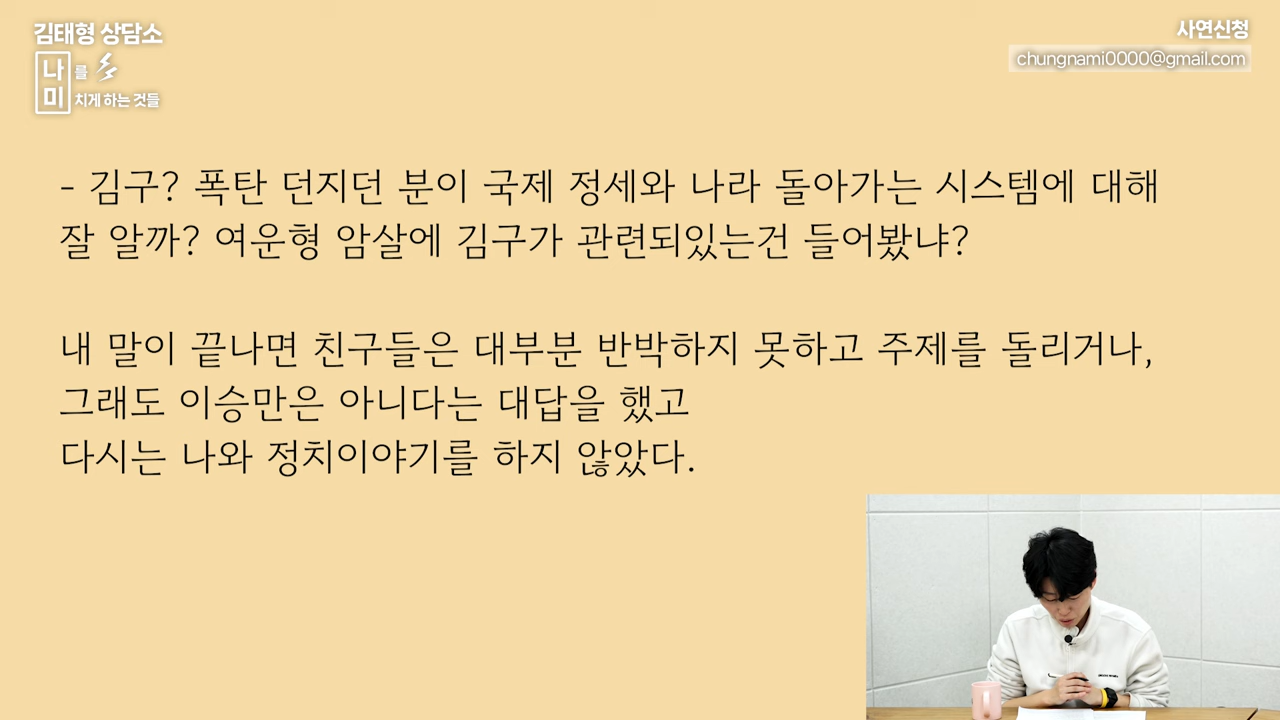 김태형 상담소
나를
미치게 하는 것들
사연신청
chungnami0000@gmail.com
- 김구? 폭탄 던지던 분이 국제 정세와 나라 돌아가는 시스템에 대해
잘 알까? 여운형 암살에 김구가 관련되있는건 들어봤냐?
내 말이 끝나면 친구들은 대부분 반박하지 못하고 주제를 돌리거나,
그래도 이승만은 아니다는 대답을 했고
다시는 나와 정치이야기를 하지 않았다.